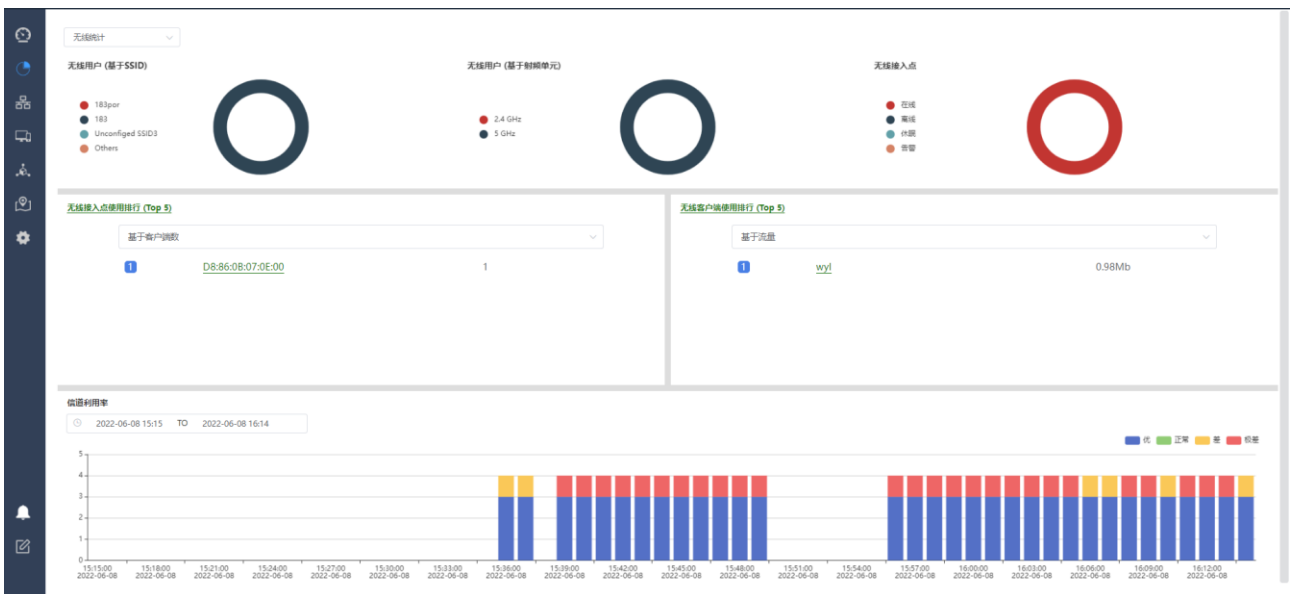 无线统计
无线用户 (基于SSID)
183por
183
Unconfiged SSID3
Others
无线用户 (基于射频单元)
2.4 GHz
5 GHz
无线接入点
在线
离线
休眠
告警
无线接入点使用排行 (Top 5)
基于客户端数
1 D8:86:0B:07:0E:00 1
无线客户端使用排行 (Top 5)
基于流量
1 wyl 0.98Mb
信道利用率
2022-06-08 15:15 TO 2022-06-08 16:14
优 正常 差 极差
5
4
3
2
1
0
15:15:00 15:18:00 15:21:00 15:24:00 15:27:00 15:30:00 15:33:00 15:36:00 15:39:00 15:42:00 15:45:00 15:48:00 15:51:00 15:54:00 15:57:00 16:00:00 16:03:00 16:06:00 16:09:00 16:12:00
2022-06-08 2022-06-08 2022-06-08 2022-06-08 2022-06-08 2022-06-08 2022-06-08 2022-06-08 2022-06-08 2022-06-08 2022-06-08 2022-06-08 2022-06-08 2022-06-08 2022-06-08 2022-06-08 2022-06-08 2022-06-08 2022-06-08 2022-06-08